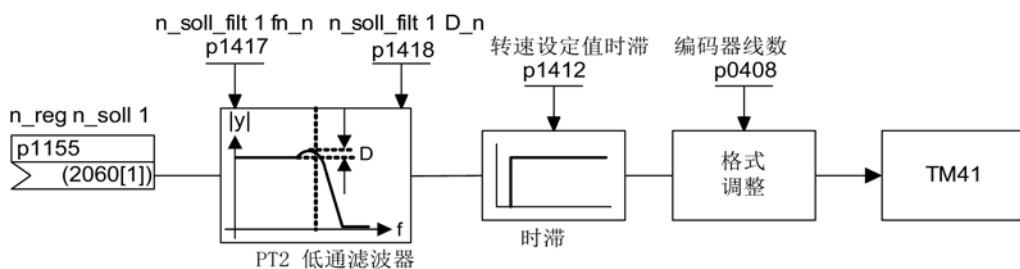 n_soll_filt 1 fn_n
p1417
n_soll_filt 1 D_n
p1418
转速设定值时滞
p1412
编码器线数
p0408
n_reg n_soll 1
p1155
(2060[1])
|y|
D
f
PT2 低通滤波器
时滞
格式
调整
TM41